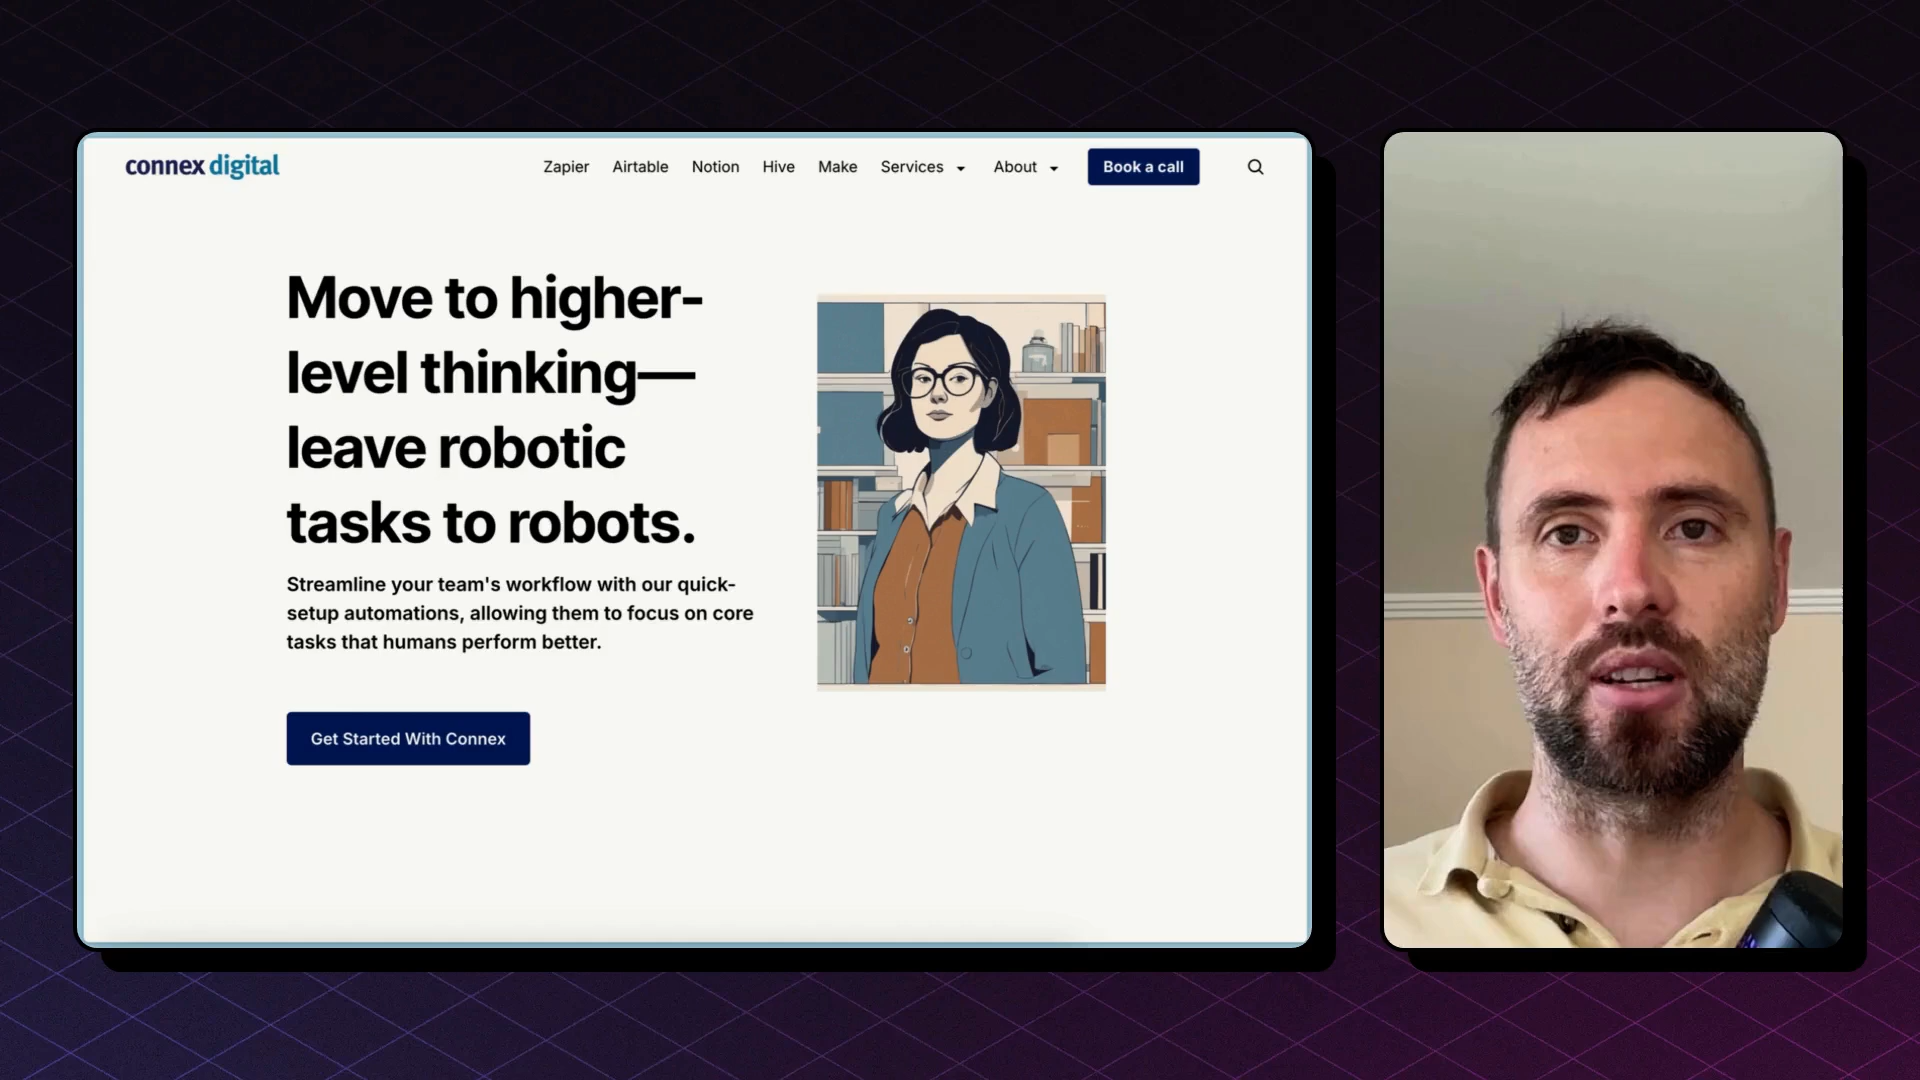 connex digital
Zapier Airtable Notion Hive Make Services About Book a call
Move to higher-
level thinking—
leave robotic
tasks to robots.
Streamline your team's workflow with our quick-
setup automations, allowing them to focus on core
tasks that humans perform better.
Get Started With Connex